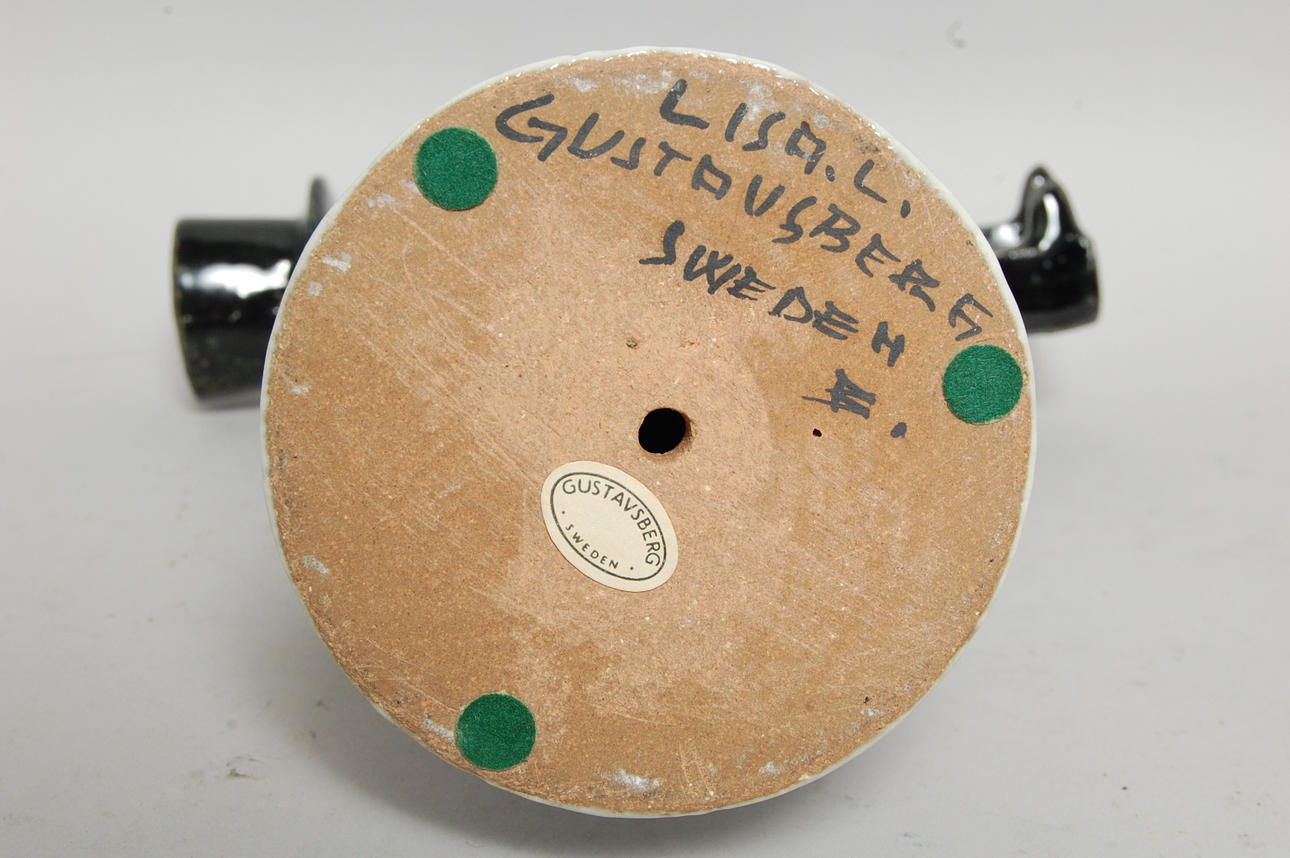 LISA.L.
GUSTAVSBERG
SWEDEN
GUSTAVSBERG
· SWEDEN ·